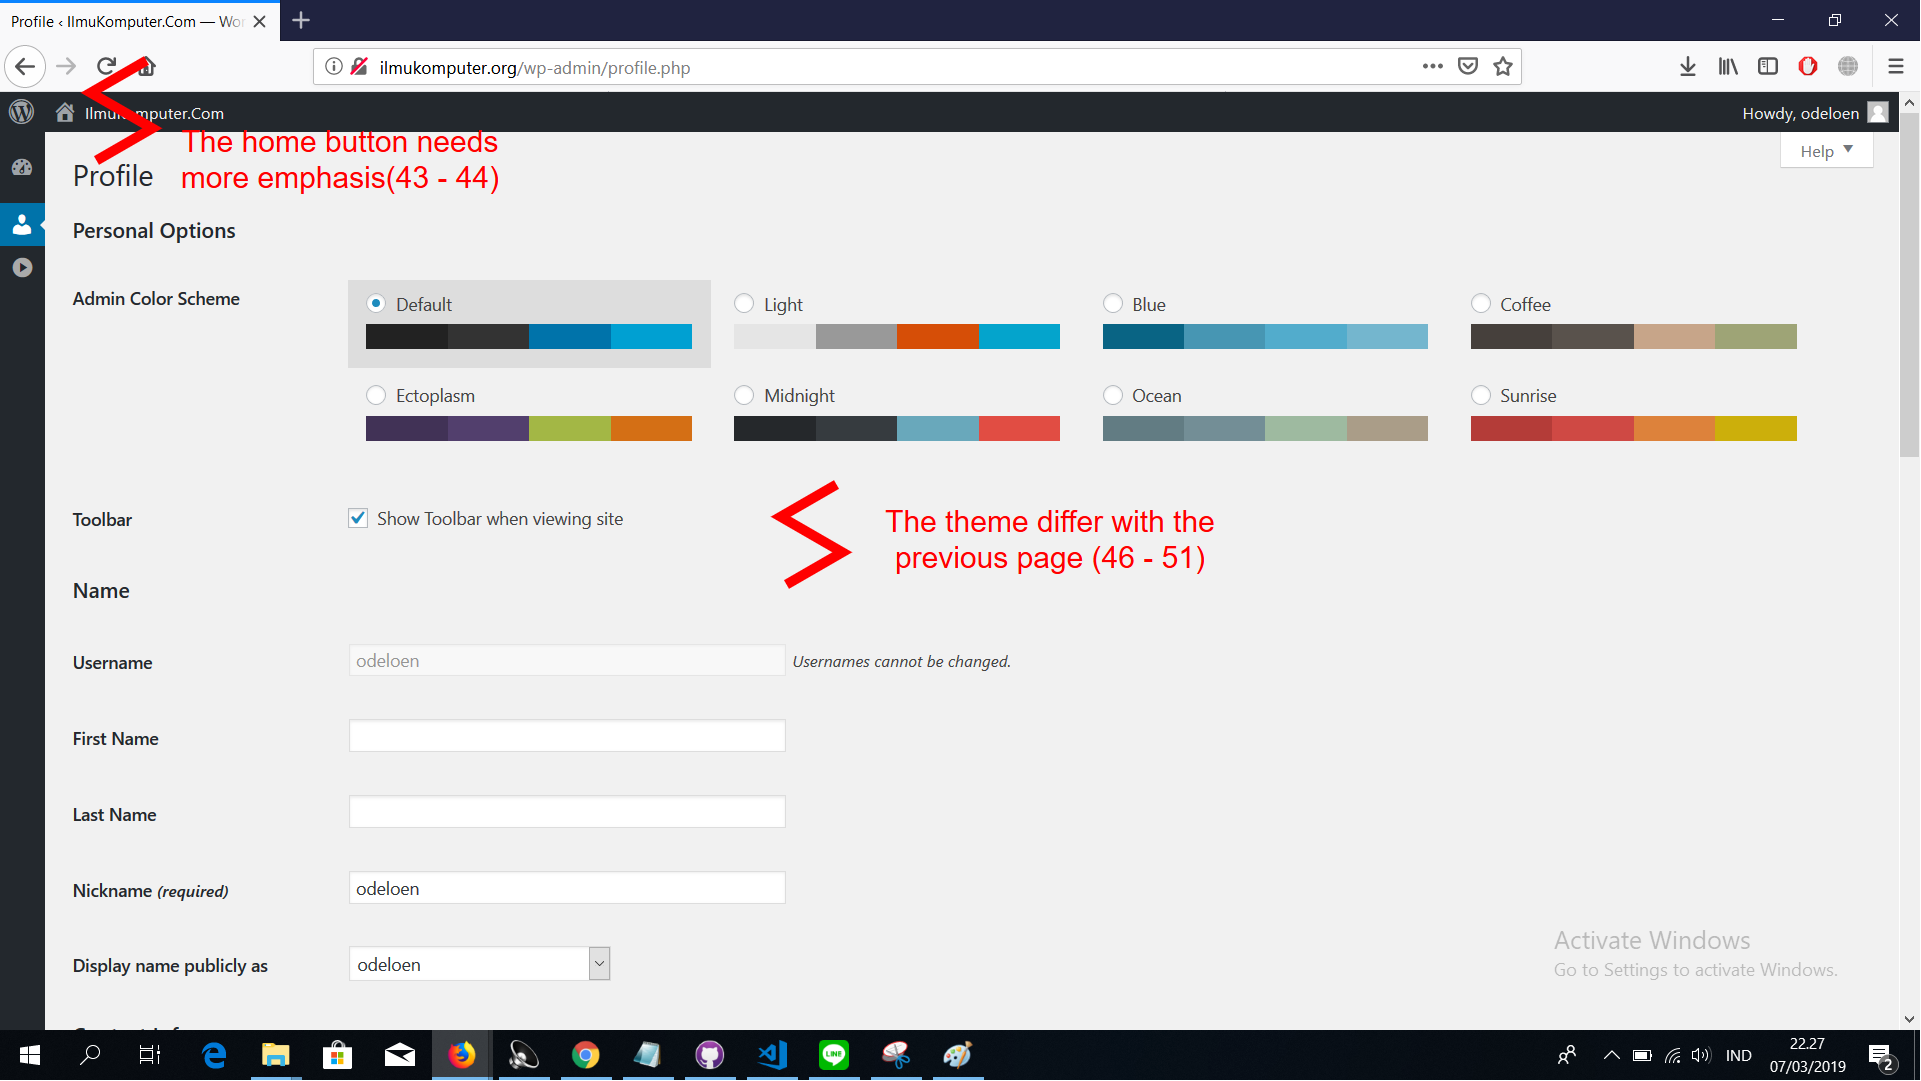 Profile ‹ IlmuKomputer.Com — Wor
ilmukomputer.org/wp-admin/profile.php
Howdy, odeloen
The home button needs
more emphasis(43 - 44)
Help
Profile
Personal Options
Admin Color Scheme
Default
Light
Blue
Coffee
Ectoplasm
Midnight
Ocean
Sunrise
Toolbar
Show Toolbar when viewing site
The theme differ with the
previous page (46 - 51)
Name
Username
odeloen
Usernames cannot be changed.
First Name
Last Name
Nickname (required)
odeloen
Display name publicly as
odeloen
Activate Windows
Go to Settings to activate Windows.
LINE
IND
22.27
07/03/2019
2